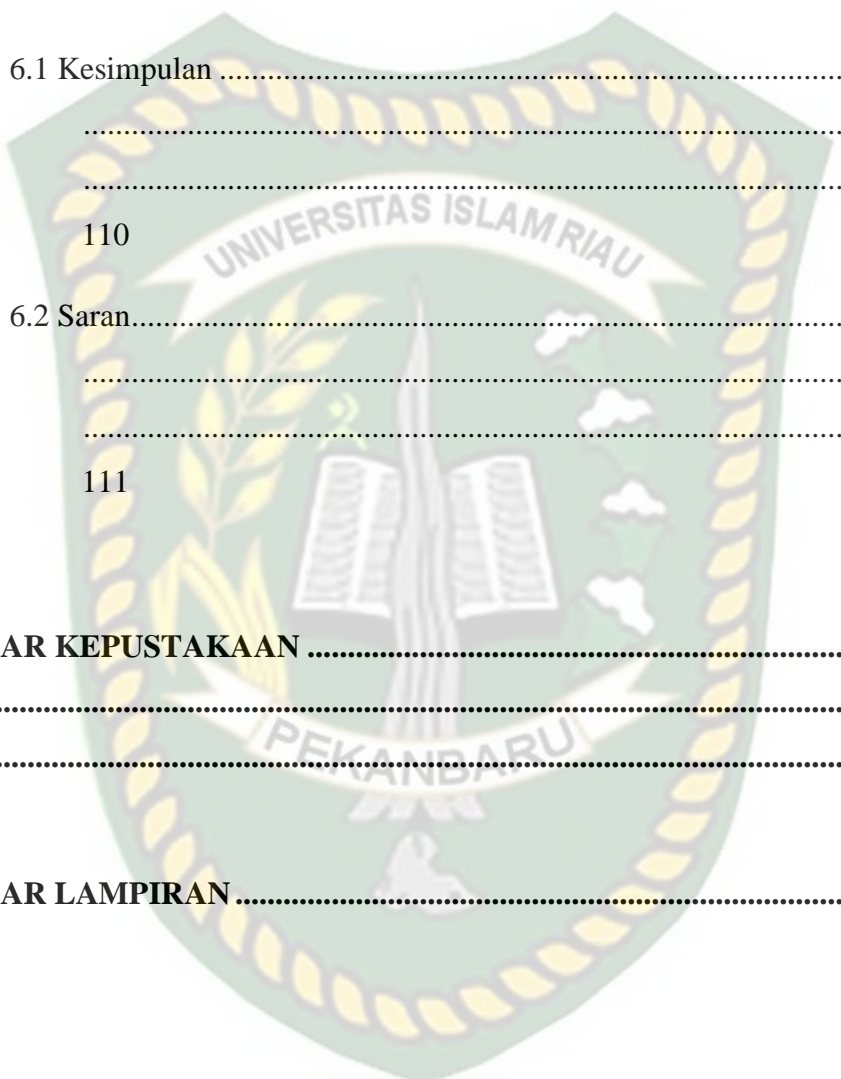 6.1 Kesimpulan ................................................................................
................................................................................
................................................................................
110
UNIVERSITAS ISLAM RIAU
6.2 Saran................................................................................
................................................................................
................................................................................
111
AR KEPUSTAKAAN ................................................................................
................................................................................
PEKANBARU
................................................................................
AR LAMPIRAN ................................................................................